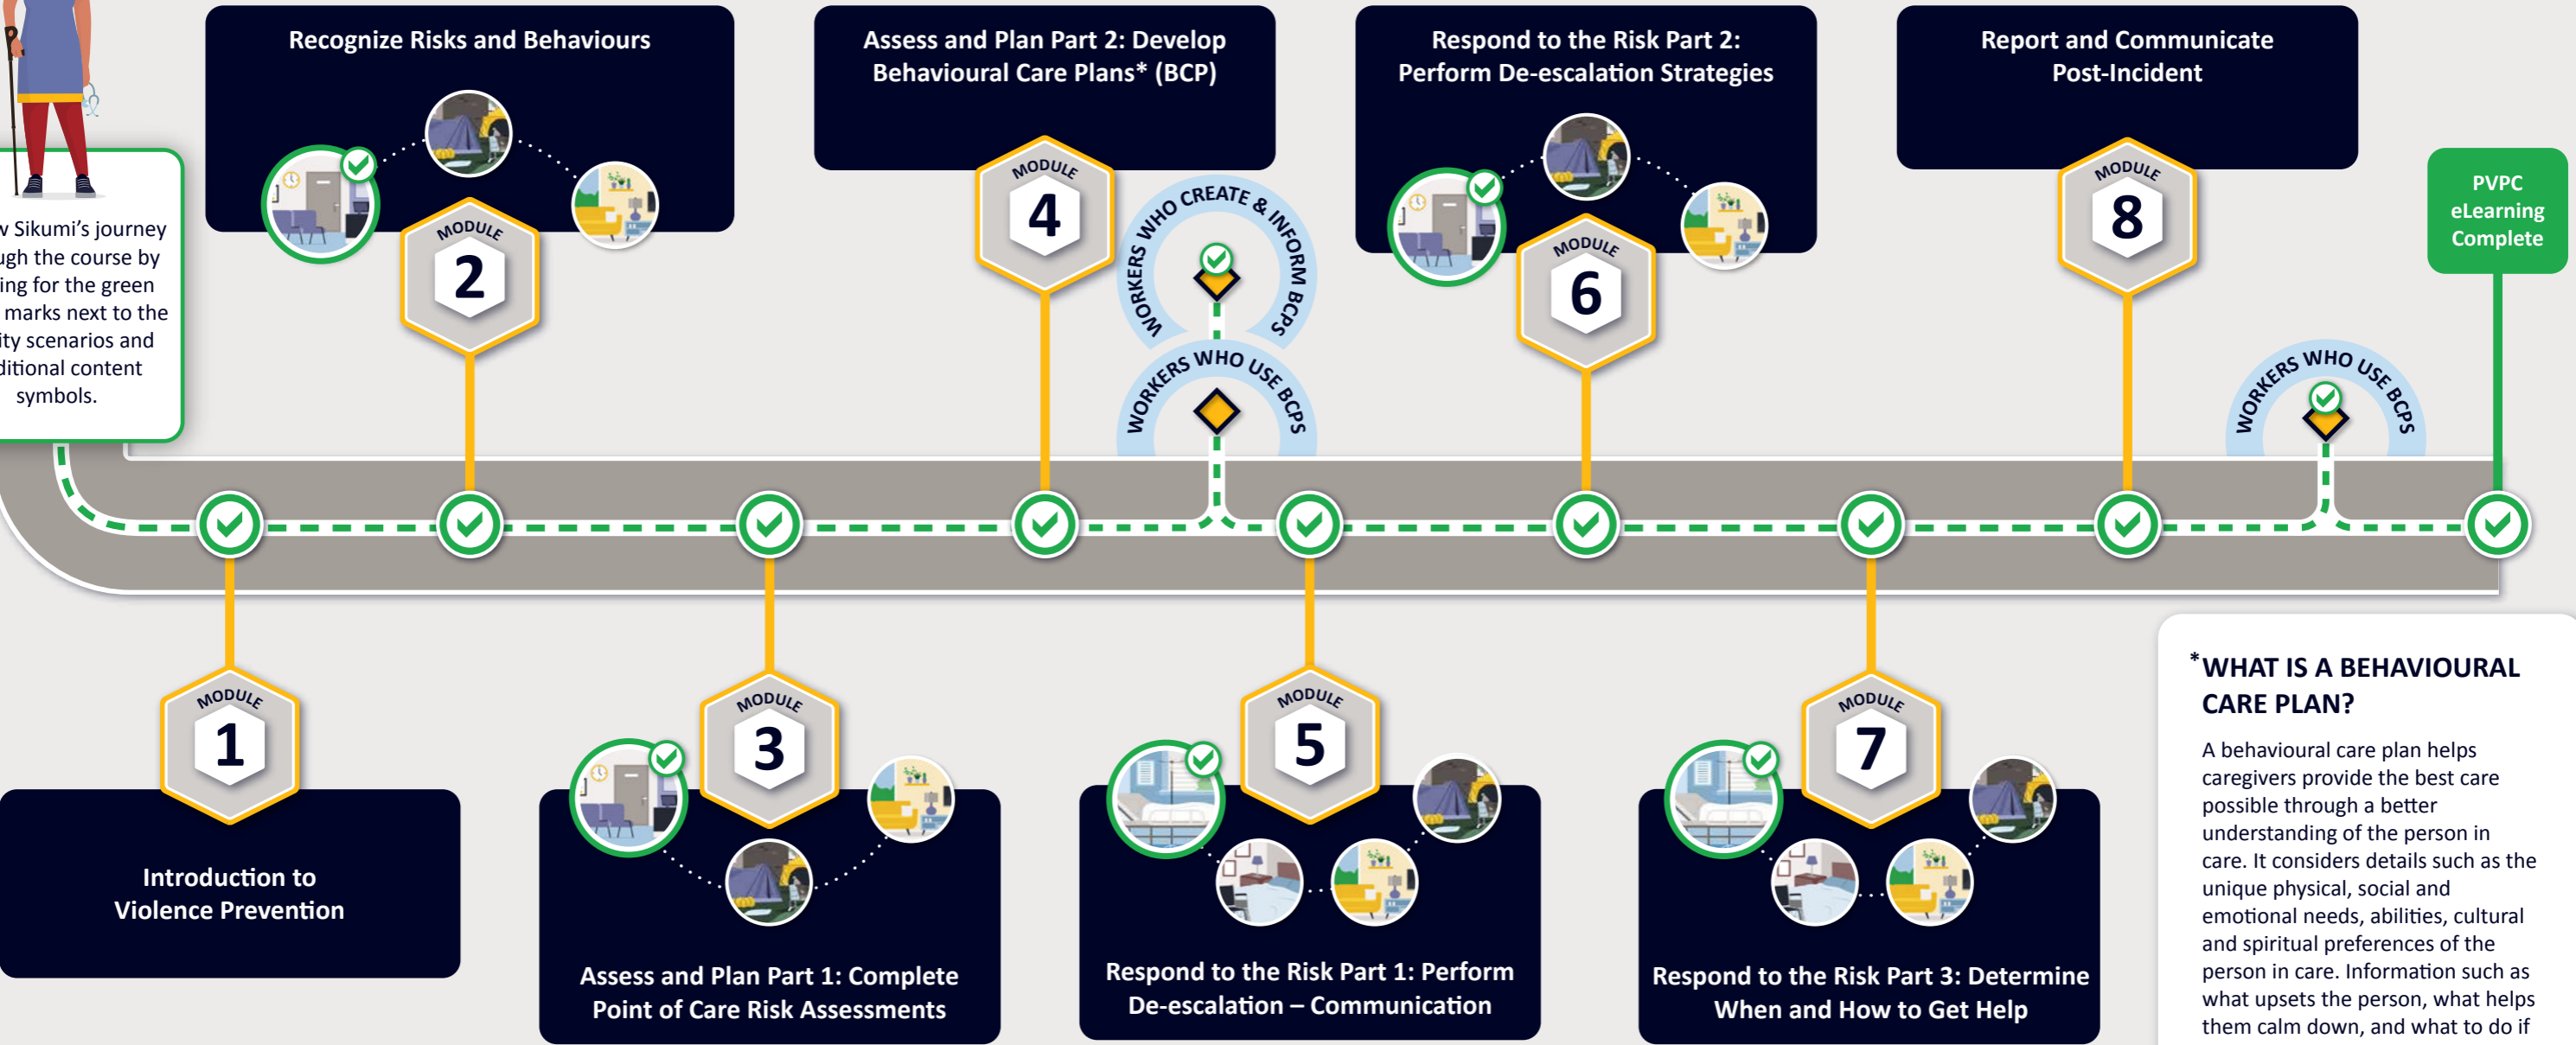 Recognize Risks and Behaviours
MODULE
2
Sikumi's journey
the course by
for the green
marks next to the
scenarios and
content
symbols.
Assess and Plan Part 2: Develop
Behavioural Care Plans* (BCP)
MODULE
4
WORKERS WHO CREATE & INFORM BCPS
WORKERS WHO USE BCPS
Respond to the Risk Part 2:
Perform De-escalation Strategies
MODULE
6
Report and Communicate
Post-Incident
MODULE
8
WORKERS WHO USE BCPS
PVPC
eLearning
Complete
MODULE
1
Introduction to
Violence Prevention
MODULE
3
Assess and Plan Part 1: Complete
Point of Care Risk Assessments
MODULE
5
Respond to the Risk Part 1: Perform
De-escalation – Communication
MODULE
7
Respond to the Risk Part 3: Determine
When and How to Get Help
*WHAT IS A BEHAVIOURAL
CARE PLAN?
A behavioural care plan helps
caregivers provide the best care
possible through a better
understanding of the person in
care. It considers details such as the
unique physical, social and
emotional needs, abilities, cultural
and spiritual preferences of the
person in care. Information such as
what upsets the person, what helps
them calm down, and what to do if